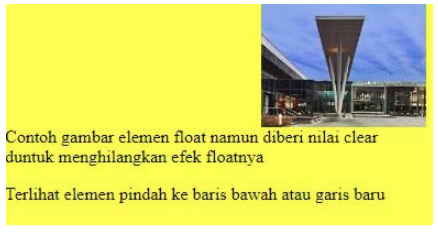 Contoh gambar elemen float namun diberi nilai clear
duntuk menghilangkan efek floatnya
Terlihat elemen pindah ke baris bawah atau garis baru